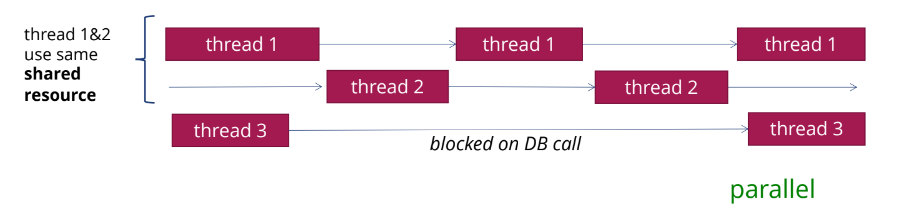 thread 1&2
use same
shared
resource
thread 1
thread 1
thread 1
thread 2
thread 2
thread 3
thread 3
blocked on DB call
parallel